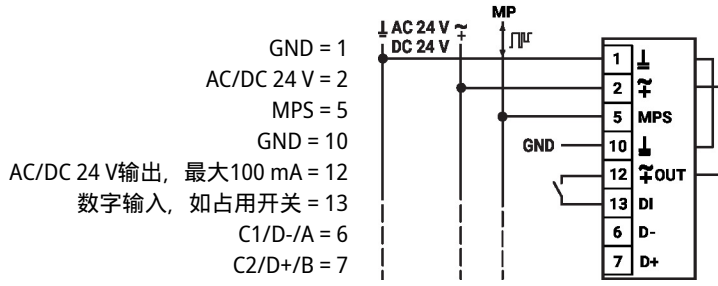 GND = 1
AC/DC 24 V = 2
MPS = 5
GND = 10
AC/DC 24 V输出，最大100 mA = 12
数字输入，如占用开关 = 13
C1/D-/A = 6
C2/D+/B = 7
MP
AC 24 V
DC 24 V
~
+
GND
1
2
5 MPS
10
12 OUT
13 DI
6 D-
7 D+